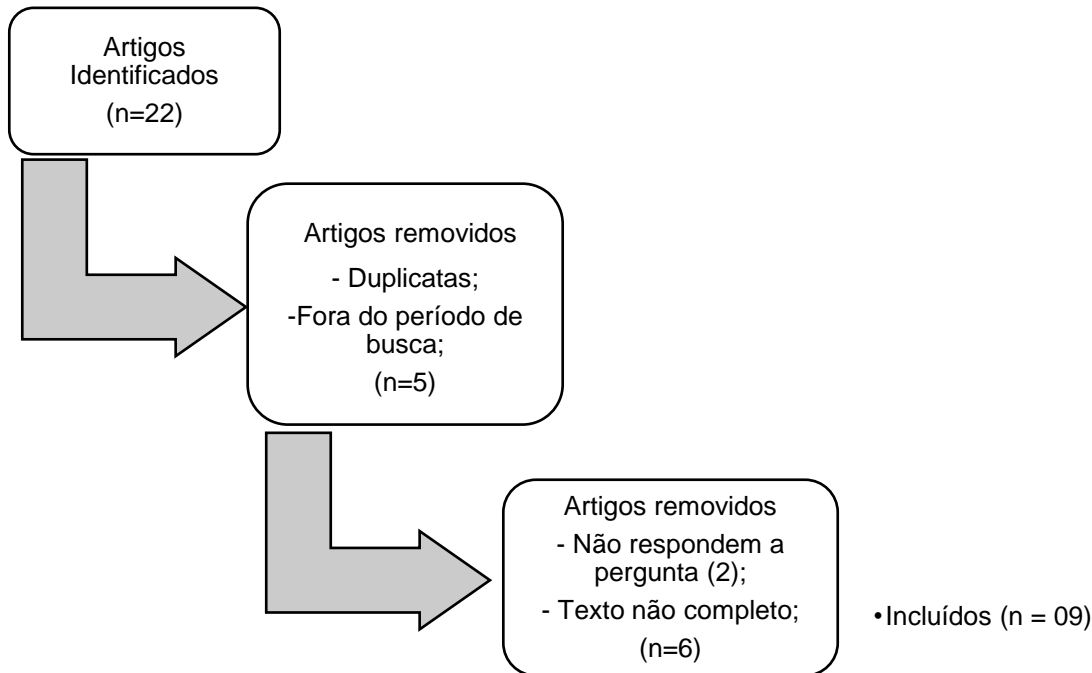 Artigos
Identificados
(n=22)
Artigos removidos
- Duplicatas;
-Fora do período de
busca;
(n=5)
Artigos removidos
- Não respondem a
pergunta (2);
- Texto não completo;
(n=6)
•Incluídos (n = 09)